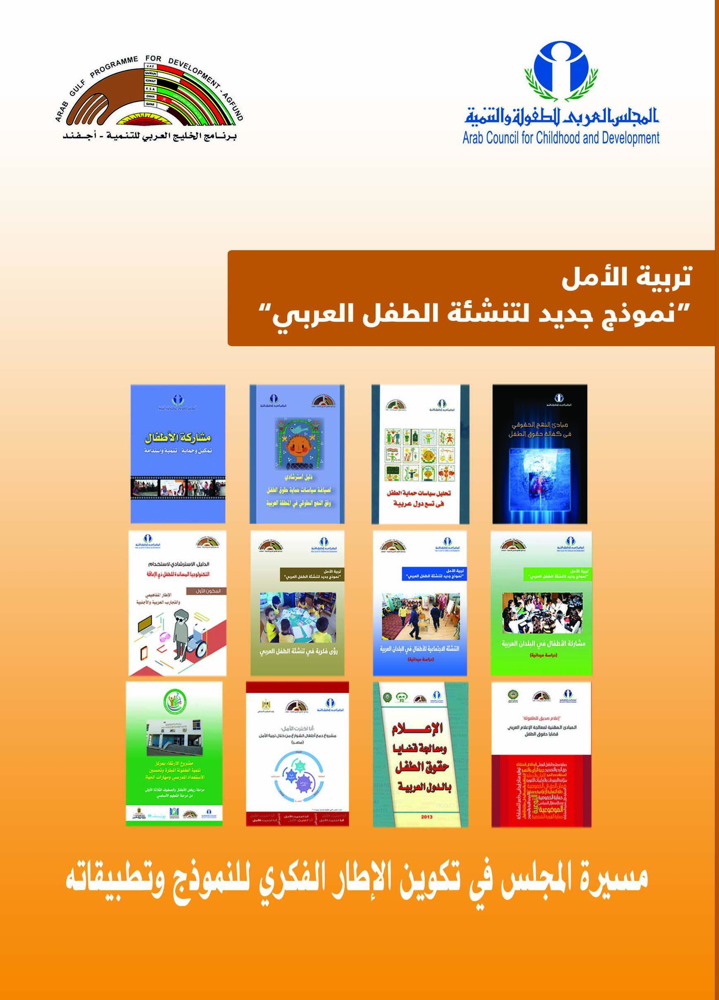 ARAB GULF PROGRAMME FOR DEVELOPMENT - AGFUND
U A E
BAHRAIN
KUWAIT
K S A
OMAN
QATAR
برنامج الخليج العربي للتنمية - أجفند
المجلس العربي للطفولة والتنمية
Arab Council for Childhood and Development
تربية الأمل
”نموذج جديد لتنشئة الطفل العربي“
مبادئ النهج الحقوقي
في كفالة حقوق الطفل
تحليل سياسات حماية الطفل
في تسع دول عربية
دليل استرشادي
لصياغة سياسات حماية حقوق الطفل
وفق النهج الحقوقي في المنطقة العربية
مشاركة الأطفال
تمكين وحماية - تنمية واستدامة
تربية الأمل
”نموذج جديد لتنشئة الطفل العربي“
مشاركة الأطفال في البلدان العربية
(دراسة ميدانية)
تربية الأمل
”نموذج جديد لتنشئة الطفل العربي“
التنشئة الاجتماعية للأطفال في البلدان العربية
(دراسة ميدانية)
تربية الأمل
”نموذج جديد لتنشئة الطفل العربي“
رؤى فكرية في تنشئة الطفل العربي
الدليل الاسترشادي لاستخدام
التكنولوجيا المساندة للطفل ذي الإعاقة
المكون الأول
الإطار المفاهيمي
والتجارب العربية والأجنبية
"إعلام صديق للطفولة"
المبادئ المهنية لمعالجة الإعلام العربي
قضايا حقوق الطفل
حماية الخصوصية
الموضوعية
التوعية
الإعـــلام
ومعالجة قضايا
حقوق الطفل
بالدول العربية
2013
«أنا اخترت الأمل»
مشروع دمج أطفال الشوارع من خلال تربية الأمل
(مصر)
أنا اخترت الأمل
مشروع الارتقاء بمركز
تنمية الطفولة المبكرة وتحسين
الاستعداد المدرسي ومهارات الحياة
مرحلة رياض الأطفال والصفوف الثلاثة الأولى
من مرحلة التعليم الأساسي
مسيرة المجلس في تكوين الإطار الفكري للنموذج وتطبيقاته